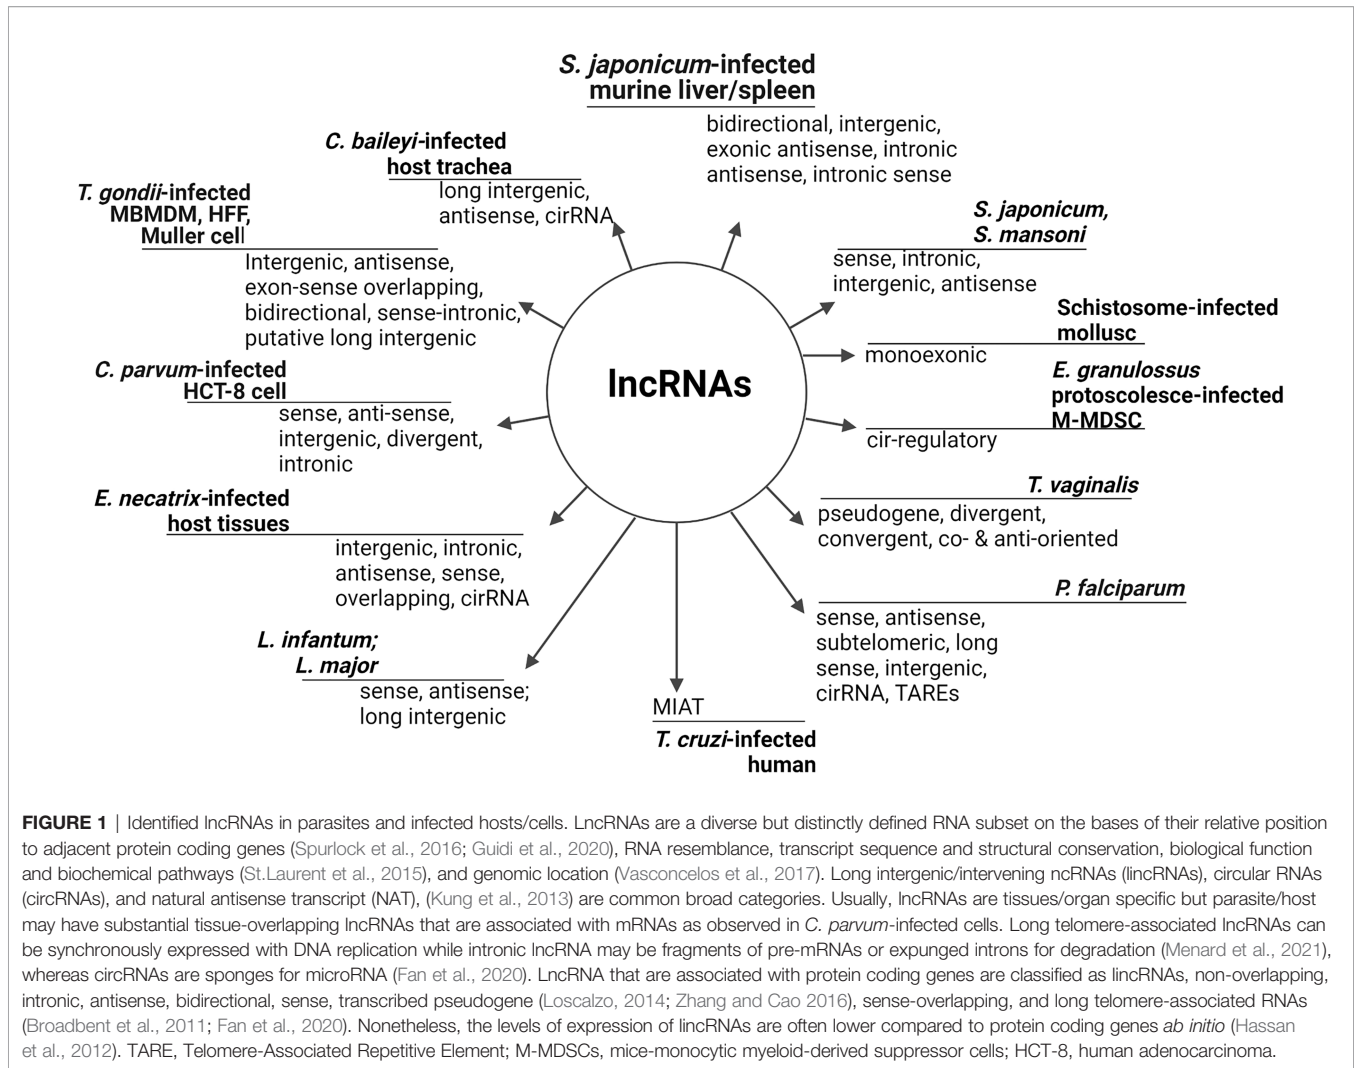 S. japonicum-infected
murine liver/spleen
bidirectional, intergenic,
exonic antisense, intronic
antisense, intronic sense
C. baileyi-infected
host trachea
long intergenic,
antisense, cirRNA
T. gondii-infected
MBMDM, HFF,
Muller cell
Intergenic, antisense,
exon-sense overlapping,
bidirectional, sense-intronic,
putative long intergenic
S. japonicum,
S. mansoni
sense, intronic,
intergenic, antisense
Schistosome-infected
mollusc
monoexonic
E. granulossus
protoscolesce-infected
M-MDSC
cir-regulatory
lncRNAs
C. parvum-infected
HCT-8 cell
sense, anti-sense,
intergenic, divergent,
intronic
E. necatrix-infected
host tissues
intergenic, intronic,
antisense, sense,
overlapping, cirRNA
T. vaginalis
pseudogene, divergent,
convergent, co- & anti-oriented
P. falciparum
sense, antisense,
subtelomeric, long
sense, intergenic,
cirRNA, TAREs
L. infantum;
L. major
sense, antisense;
long intergenic
MIAT
T. cruzi-infected
human
FIGURE 1 | Identified lncRNAs in parasites and infected hosts/cells. LncRNAs are a diverse but distinctly defined RNA subset on the bases of their relative position
to adjacent protein coding genes (Spurlock et al., 2016; Guidi et al., 2020), RNA resemblance, transcript sequence and structural conservation, biological function
and biochemical pathways (St.Laurent et al., 2015), and genomic location (Vasconcelos et al., 2017). Long intergenic/intervening ncRNAs (lincRNAs), circular RNAs
(circRNAs), and natural antisense transcript (NAT), (Kung et al., 2013) are common broad categories. Usually, lncRNAs are tissues/organ specific but parasite/host
may have substantial tissue-overlapping lncRNAs that are associated with mRNAs as observed in C. parvum-infected cells. Long telomere-associated lncRNAs can
be synchronously expressed with DNA replication while intronic lncRNA may be fragments of pre-mRNAs or expunged introns for degradation (Menard et al., 2021),
whereas circRNAs are sponges for microRNA (Fan et al., 2020). LncRNA that are associated with protein coding genes are classified as lincRNAs, non-overlapping,
intronic, antisense, bidirectional, sense, transcribed pseudogene (Loscalzo, 2014; Zhang and Cao 2016), sense-overlapping, and long telomere-associated RNAs
(Broadbent et al., 2011; Fan et al., 2020). Nonetheless, the levels of expression of lincRNAs are often lower compared to protein coding genes ab initio (Hassan
et al., 2012). TARE, Telomere-Associated Repetitive Element; M-MDSCs, mice-monocytic myeloid-derived suppressor cells; HCT-8, human adenocarcinoma.